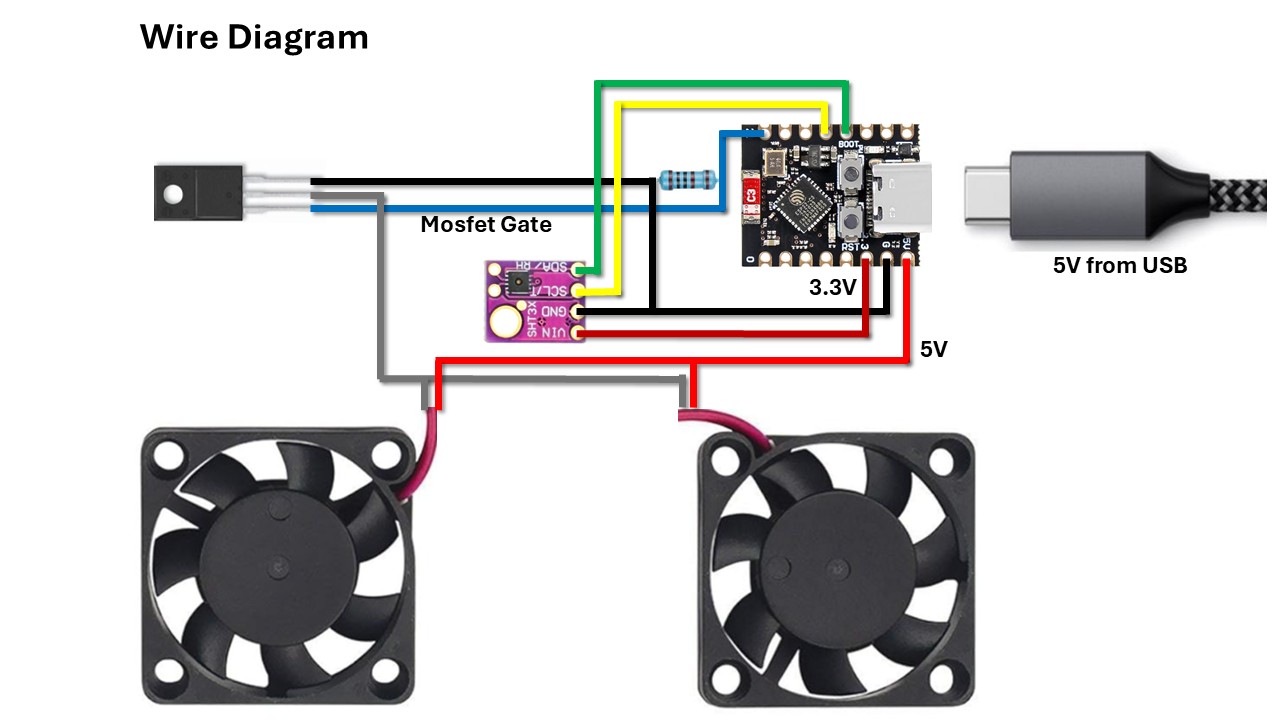 Wire Diagram
BOOT
C3
Mosfet Gate
RST
3
G
5V
0
5V from USB
SDA/RH
SCL/T
GND
VIN
SHT3X
3.3V
5V